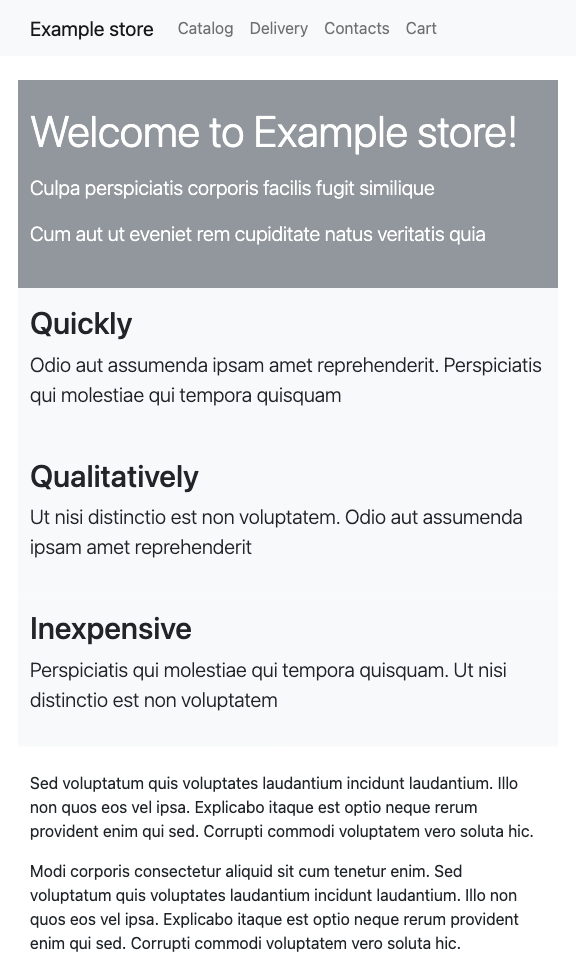 Example store Catalog Delivery Contacts Cart
Welcome to Example store!
Culpa perspiciatis corporis facilis fugit similique
Cum aut ut eveniet rem cupiditate natus veritatis quia
Quickly
Odio aut assumenda ipsam amet reprehenderit. Perspiciatis
qui molestiae qui tempora quisquam
Qualitatively
Ut nisi distinctio est non voluptatem. Odio aut assumenda
ipsam amet reprehenderit
Inexpensive
Perspiciatis qui molestiae qui tempora quisquam. Ut nisi
distinctio est non voluptatem
Sed voluptatum quis voluptates laudantium incidunt laudantium. Illo
non quos eos vel ipsa. Explicabo itaque est optio neque rerum
provident enim qui sed. Corrupti commodi voluptatem vero soluta hic.
Modi corporis consectetur aliquid sit cum tenetur enim. Sed
voluptatum quis voluptates laudantium incidunt laudantium. Illo non
quos eos vel ipsa. Explicabo itaque est optio neque rerum provident
enim qui sed. Corrupti commodi voluptatem vero soluta hic.